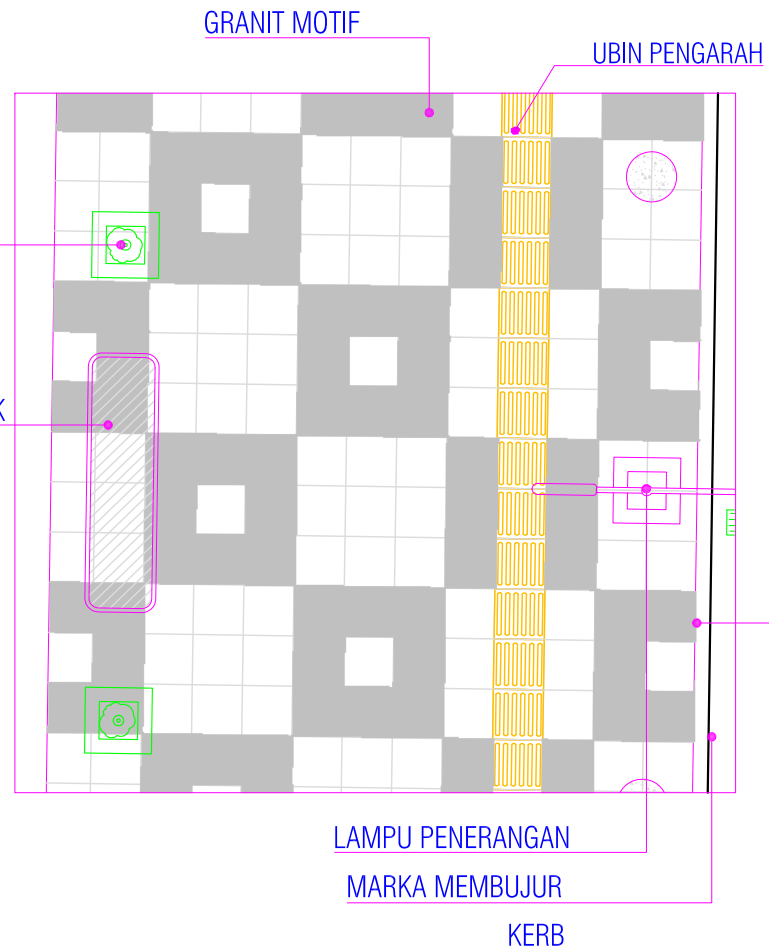 GRANIT MOTIF
UBIN PENGARAH
K
LAMPU PENERANGAN
MARKA MEMBUJUR
KERB